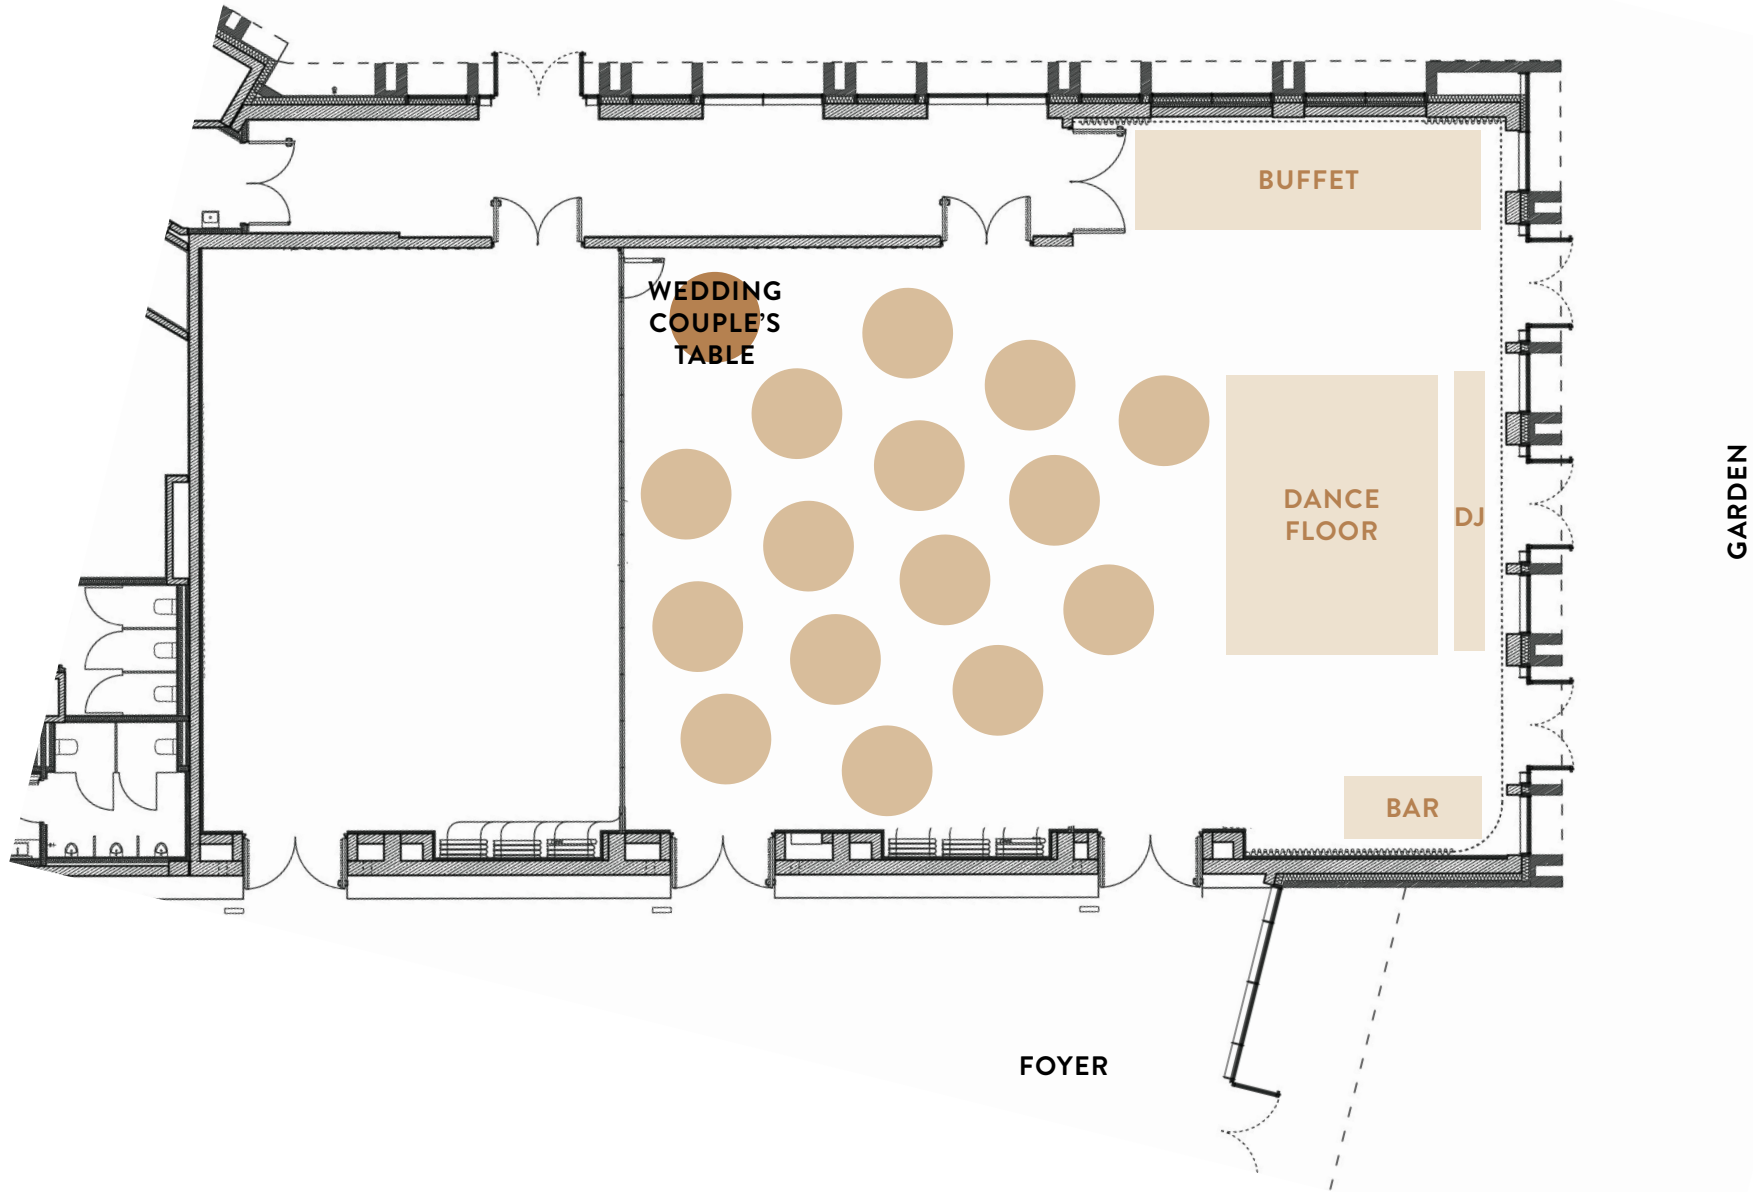 BUFFET
WEDDING
COUPLE'S
TABLE
DANCE
FLOOR
DJ
GARDEN
BAR
FOYER